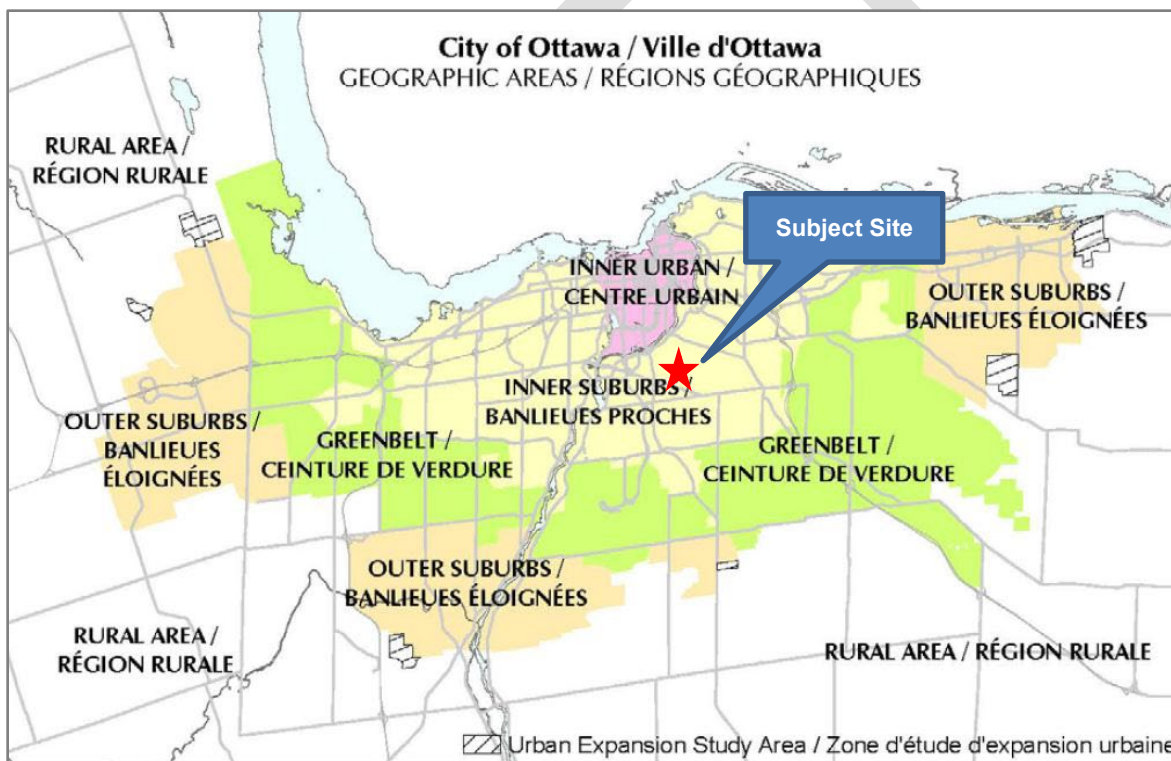 City of Ottawa / Ville d'Ottawa
GEOGRAPHIC AREAS / RÉGIONS GÉOGRAPHIQUES
RURAL AREA /
RÉGION RURALE
Subject Site
INNER URBAN /
CENTRE URBAIN
OUTER SUBURBS /
BANLIEUES ÉLOIGNÉES
INNER SUBURBS /
BANLIEUES PROCHES
OUTER SUBURBS /
BANLIEUES
ÉLOIGNÉES
GREENBELT /
CEINTURE DE VERDURE
GREENBELT /
CEINTURE DE VERDURE
OUTER SUBURBS /
BANLIEUES ÉLOIGNÉES
RURAL AREA /
RÉGION RURALE
RURAL AREA / RÉGION RURALE
Urban Expansion Study Area / Zone d'étude d'expansion urbaine